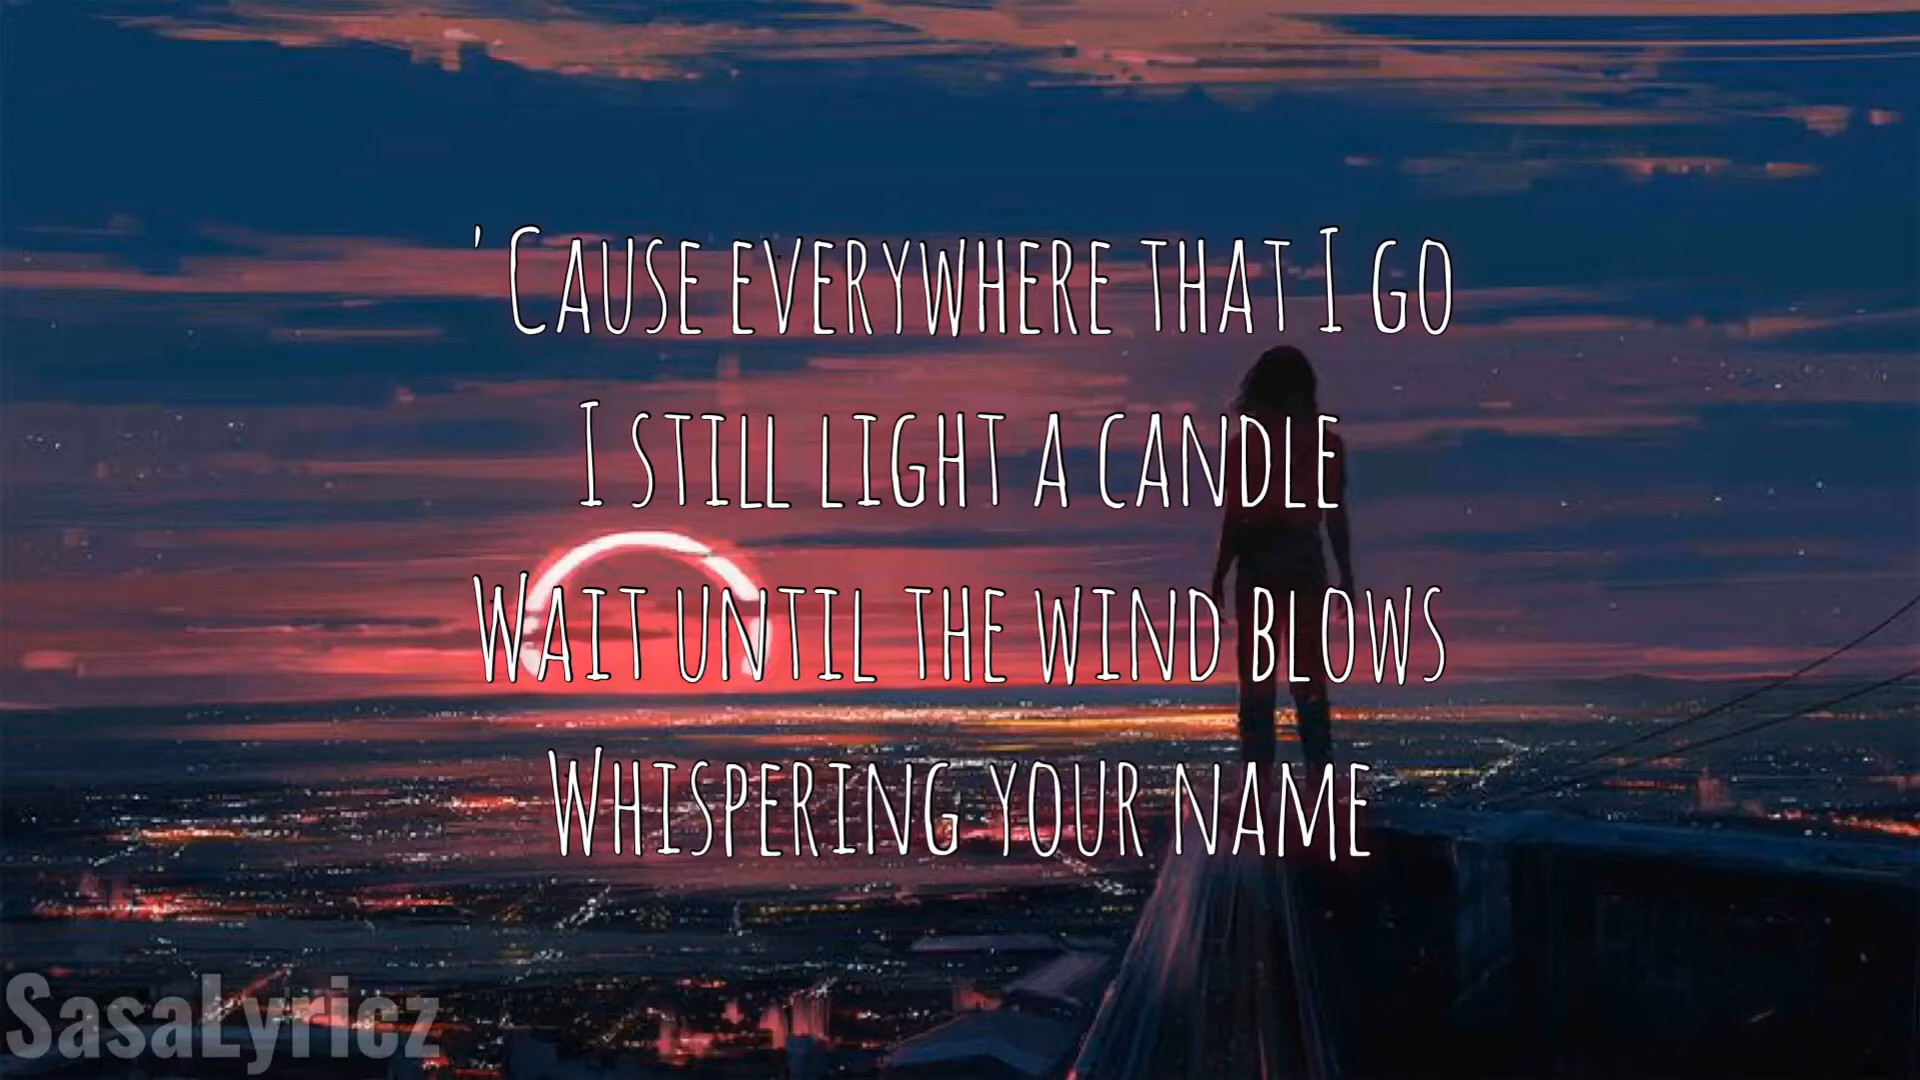 'Cause everywhere that I go
I still light a candle
Wait until the wind blows
Whispering your name
SasaLyricz